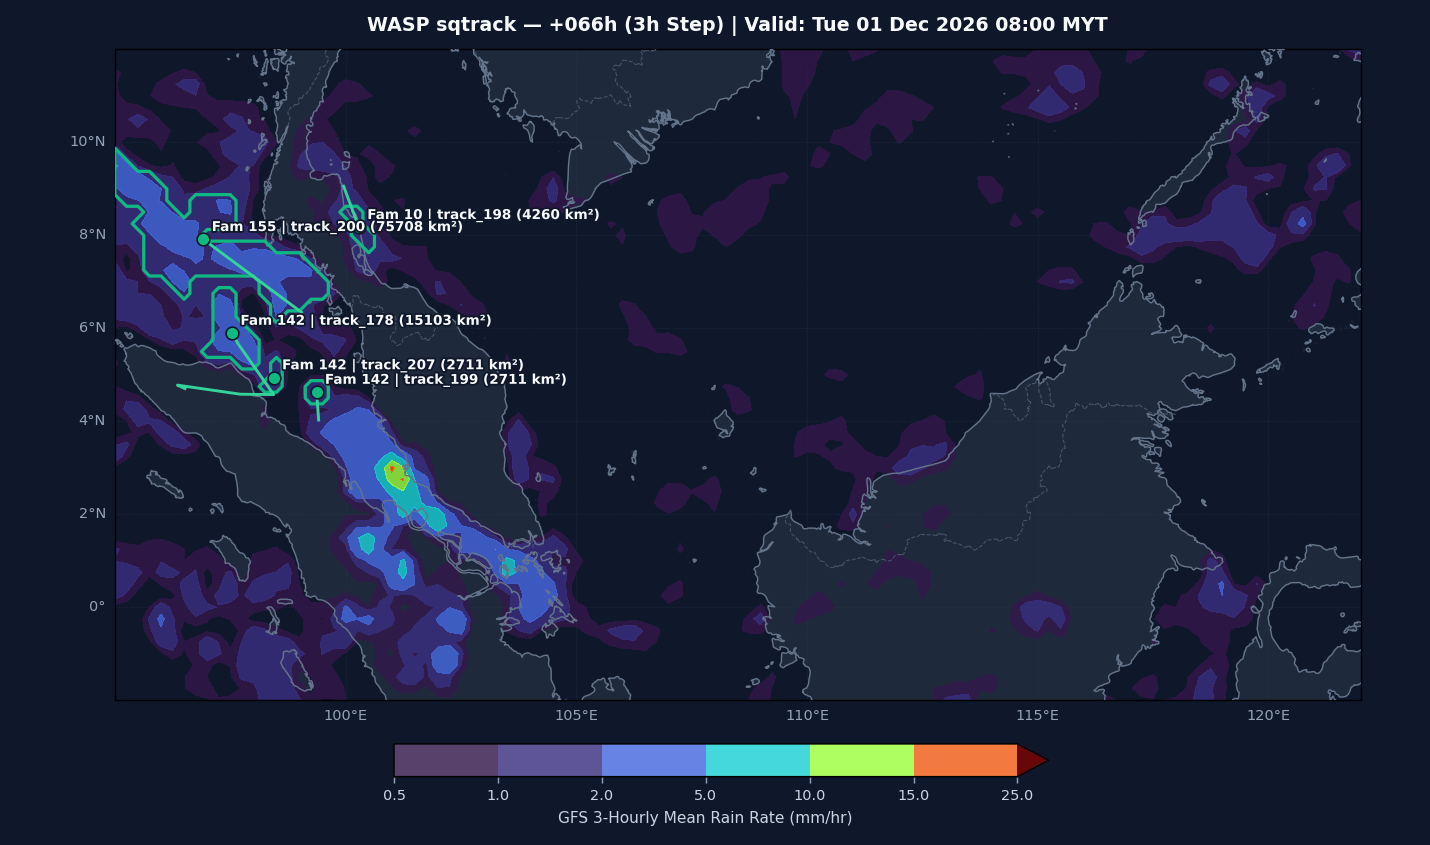 WASP sqtrack — +066h (3h Step) | Valid: Tue 01 Dec 2026 08:00 MYT
10°N
8°N
6°N
4°N
2°N
0°
Fam 10 | track_198 (4260 km²)
Fam 155 | track_200 (75708 km²)
Fam 142 | track_178 (15103 km²)
Fam 142 | track_207 (2711 km²)
Fam 142 | track_199 (2711 km²)
100°E
105°E
110°E
115°E
120°E
0.5
1.0
2.0
5.0
10.0
15.0
25.0
GFS 3-Hourly Mean Rain Rate (mm/hr)